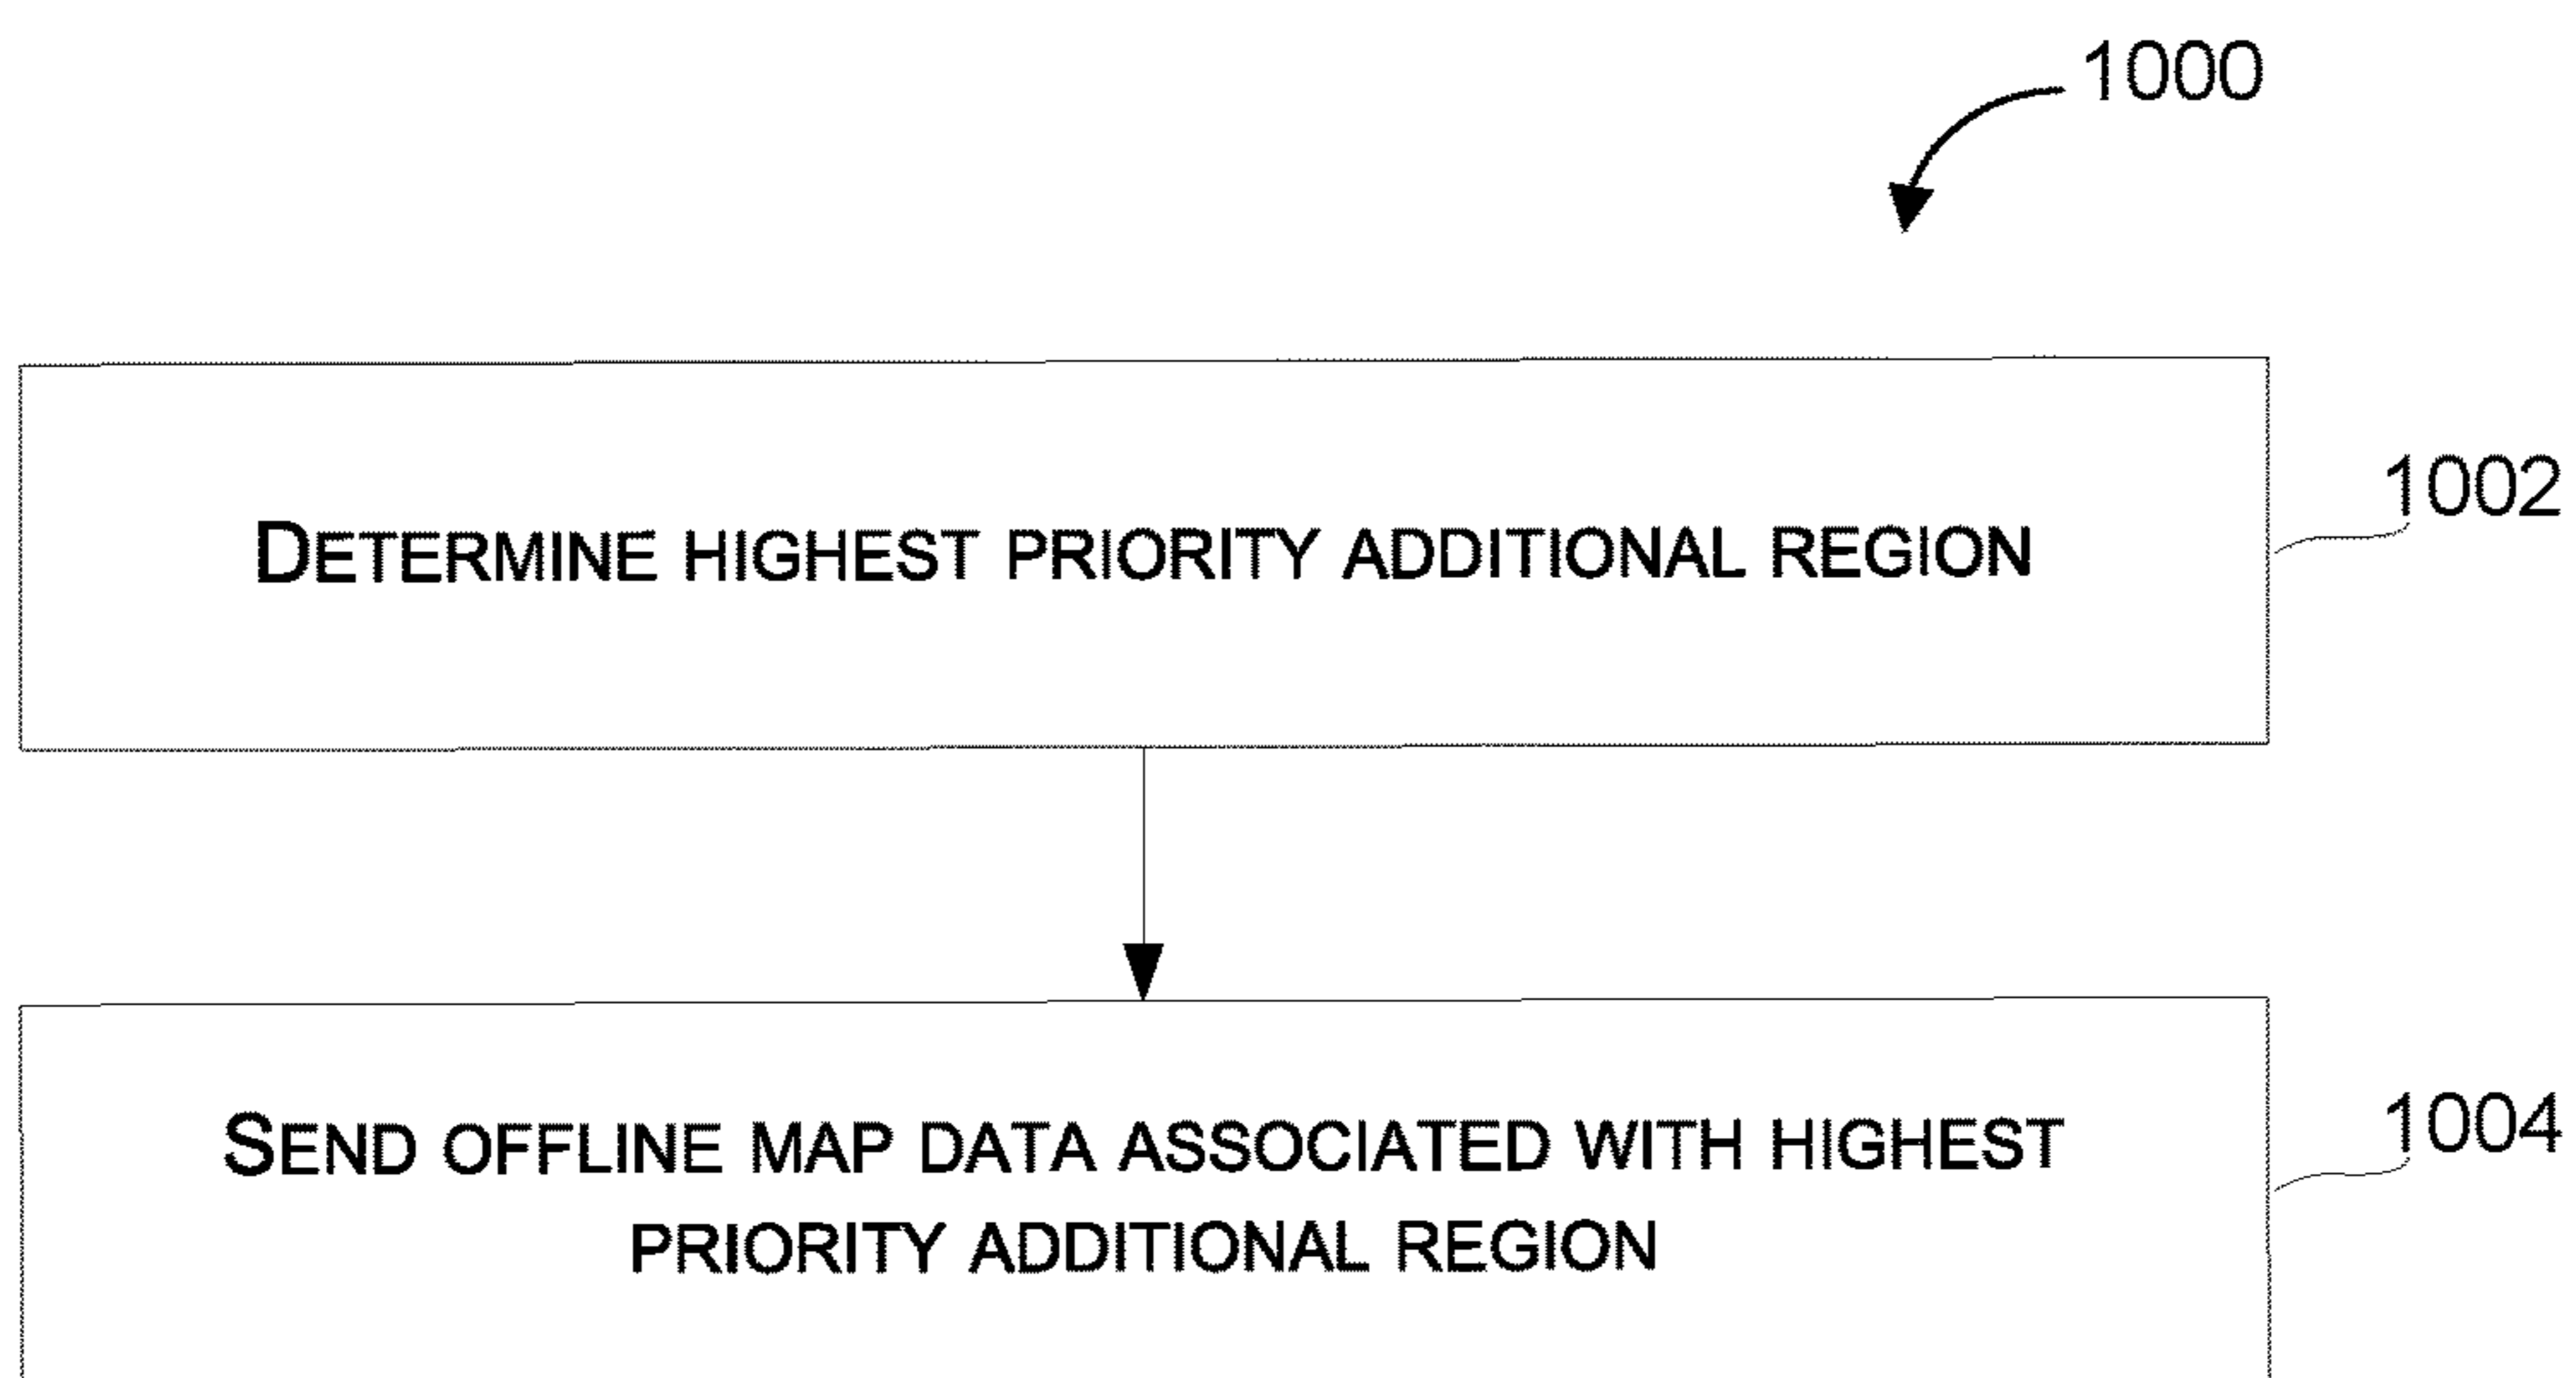 1000
DETERMINE HIGHEST PRIORITY ADDITIONAL REGION
1002
SEND OFFLINE MAP DATA ASSOCIATED WITH HIGHEST
PRIORITY ADDITIONAL REGION
1004